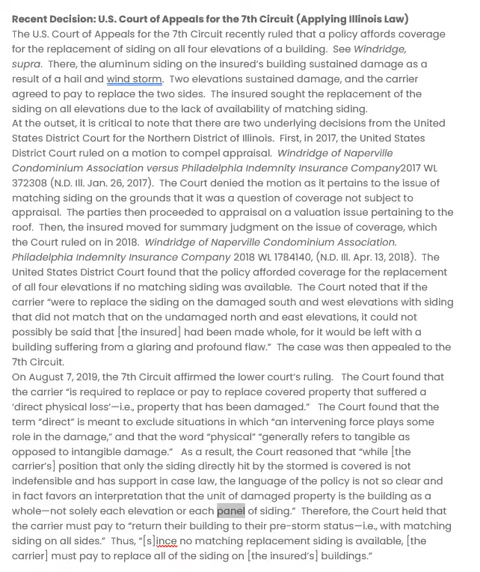 Recent Decision: U.S. Court of Appeals for the 7th Circuit (Applying Illinois Law)
The U.S. Court of Appeals for the 7th Circuit recently ruled that a policy affords coverage
for the replacement of siding on all four elevations of a building.  See Windridge,
supra.  There, the aluminum siding on the insured's building sustained damage as a
result of a hail and wind storm.  Two elevations sustained damage, and the carrier
agreed to pay to replace the two sides.  The insured sought the replacement of the
siding on all elevations due to the lack of availability of matching siding.
At the outset, it is critical to note that there are two underlying decisions from the United
States District Court for the Northern District of Illinois.  First, in 2017, the United States
District Court ruled on a motion to compel appraisal.  Windridge of Naperville
Condominium Association versus Philadelphia Indemnity Insurance Company2017 WL
372308 (N.D. Ill. Jan. 26, 2017).  The Court denied the motion as it pertains to the issue of
matching siding on the grounds that it was a question of coverage not subject to
appraisal.  The parties then proceeded to appraisal on a valuation issue pertaining to the
roof.  Then, the insured moved for summary judgment on the issue of coverage, which
the Court ruled on in 2018.  Windridge of Naperville Condominium Association.
Philadelphia Indemnity Insurance Company 2018 WL 1784140, (N.D. Ill. Apr. 13, 2018).  The
United States District Court found that the policy afforded coverage for the replacement
of all four elevations if no matching siding was available.  The Court noted that if the
carrier "were to replace the siding on the damaged south and west elevations with siding
that did not match that on the undamaged north and east elevations, it could not
possibly be said that [the insured] had been made whole, for it would be left with a
building suffering from a glaring and profound flaw."  The case was then appealed to the
7th Circuit.
On August 7, 2019, the 7th Circuit affirmed the lower court's ruling.  The Court found that
the carrier "is required to replace or pay to replace covered property that suffered a
'direct physical loss'—i.e., property that has been damaged."  The Court found that the
term "direct" is meant to exclude situations in which "an intervening force plays some
role in the damage," and that the word "physical" "generally refers to tangible as
opposed to intangible damage."  As a result, the Court reasoned that "while [the
carrier's] position that only the siding directly hit by the stormed is covered is not
indefensible and has support in case law, the language of the policy is not so clear and
in fact favors an interpretation that the unit of damaged property is the building as a
whole—not solely each elevation or each panel of siding."  Therefore, the Court held that
the carrier must pay to "return their building to their pre-storm status—i.e., with matching
siding on all sides."  Thus, "[s]ince no matching replacement siding is available, [the
carrier] must pay to replace all of the siding on [the insured's] buildings."